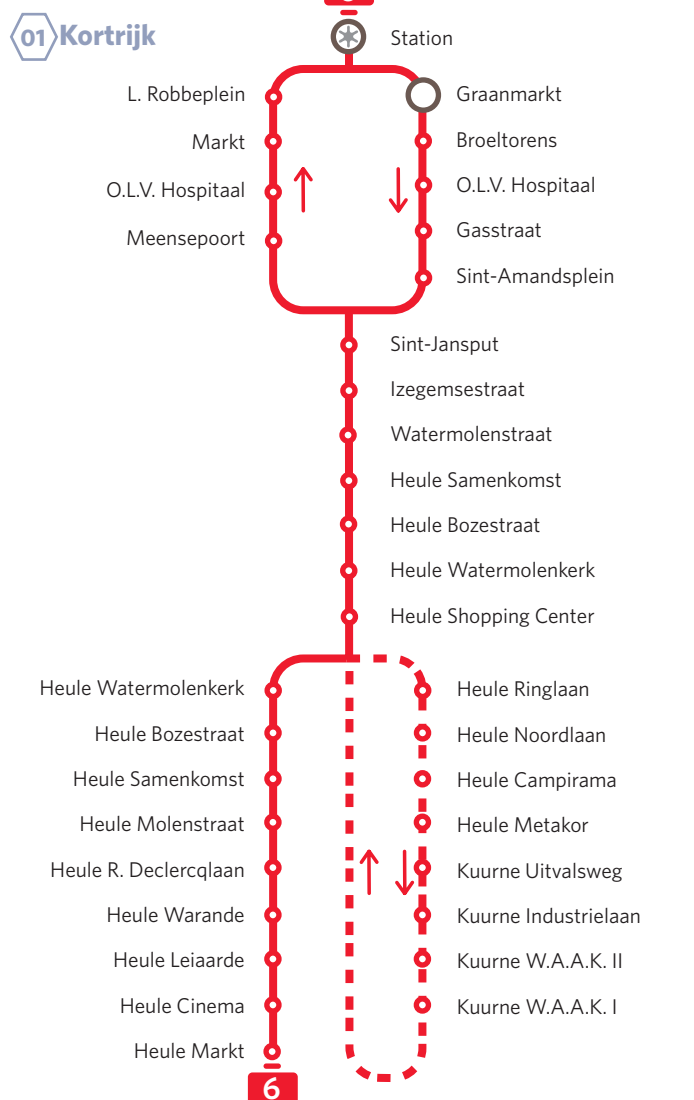 01 Kortrijk
Station
L. Robbeplein
Markt
O.L.V. Hospitaal
Meensepoort
Graanmarkt
Broeltorens
O.L.V. Hospitaal
Gasstraat
Sint-Amandsplein
Sint-Jansput
Izegemsestraat
Watermolenstraat
Heule Samenkomst
Heule Bozestraat
Heule Watermolenkerk
Heule Shopping Center
Heule Watermolenkerk
Heule Bozestraat
Heule Samenkomst
Heule Molenstraat
Heule R. Declercqlaan
Heule Warande
Heule Leiaarde
Heule Cinema
Heule Markt
6
Heule Ringlaan
Heule Noordlaan
Heule Campirama
Heule Metakor
Kuurne Uitvalsweg
Kuurne Industrielaan
Kuurne W.A.A.K. II
Kuurne W.A.A.K. I